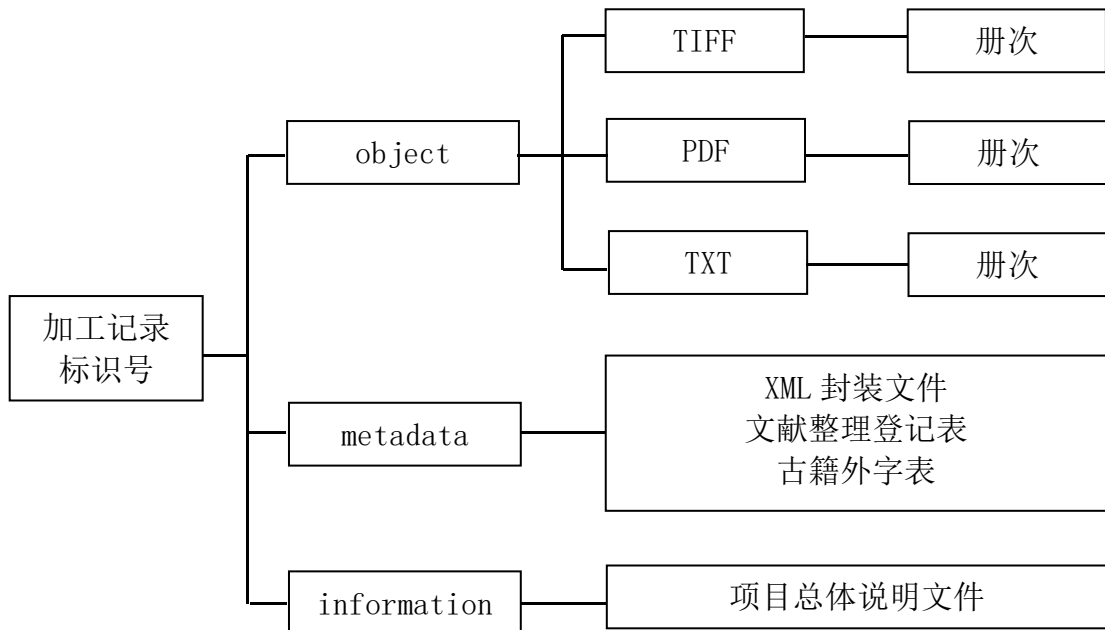 TIFF
册次
object
PDF
册次
TXT
册次
加工记录
标识号
metadata
XML 封装文件
文献整理登记表
古籍外字表
information
项目总体说明文件